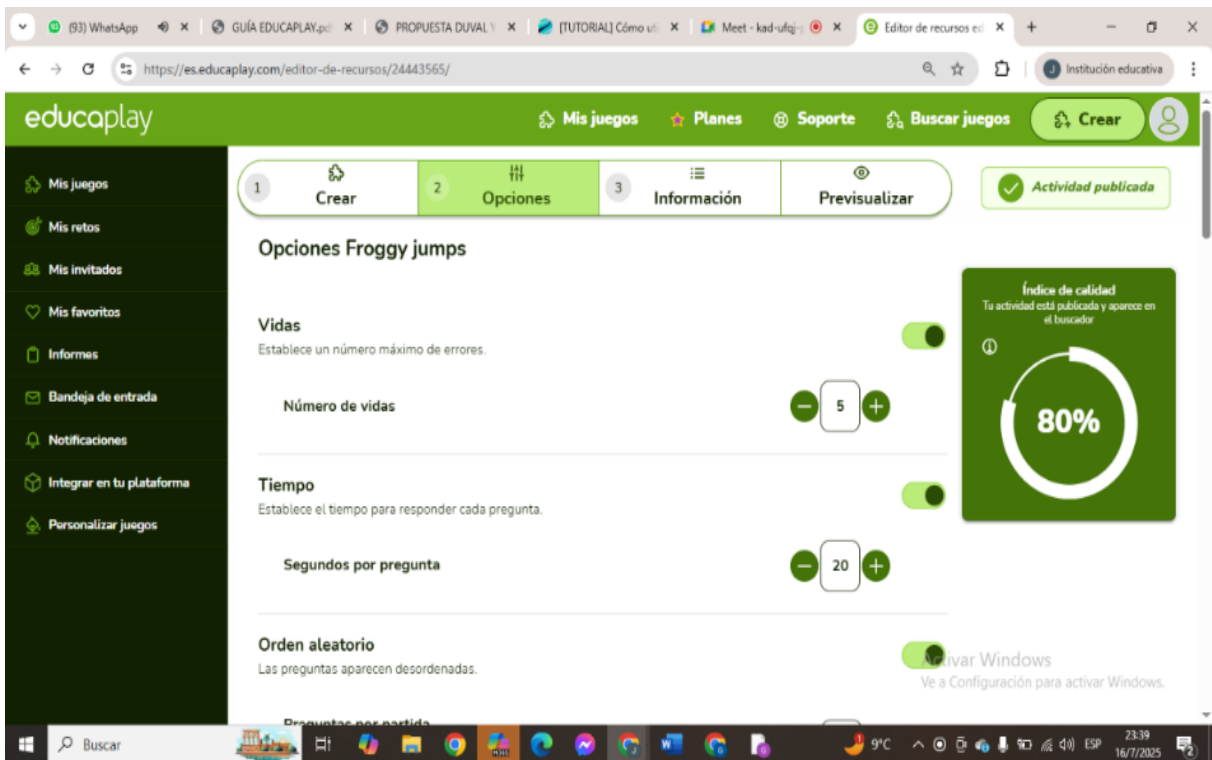 (93) WhatsApp
GUÍA EDUCAPLAY.pd
PROPUESTA DUVAL Y
[TUTORIAL] Cómo uti
Meet - kad-ufqj-
Editor de recursos ed
https://es.educaplay.com/editor-de-recursos/24443565/
J
Institución educativa
educaplay
Mis juegos
Planes
Soporte
Buscar juegos
Crear
Mis juegos
Mis retos
Mis invitados
Mis favoritos
Informes
Bandeja de entrada
Notificaciones
Integrar en tu plataforma
Personalizar juegos
1
Crear
2
Opciones
3
Información
Previsualizar
Actividad publicada
Opciones Froggy jumps
Vidas
Establece un número máximo de errores.
Número de vidas
5
Tiempo
Establece el tiempo para responder cada pregunta.
Segundos por pregunta
20
Orden aleatorio
Las preguntas aparecen desordenadas.
Preguntas por partida
Índice de calidad
Tu actividad está publicada y aparece en
el buscador
80%
Activar Windows
Ve a Configuración para activar Windows.
Buscar
M365
9°C
ESP
23:39
16/7/2025
2